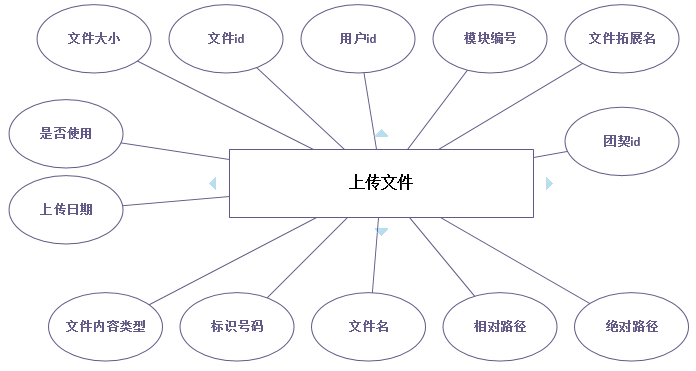 文件大小
文件id
用户id
模块编号
文件拓展名
是否使用
团契id
上传文件
上传日期
文件内容类型
标识号码
文件名
相对路径
绝对路径